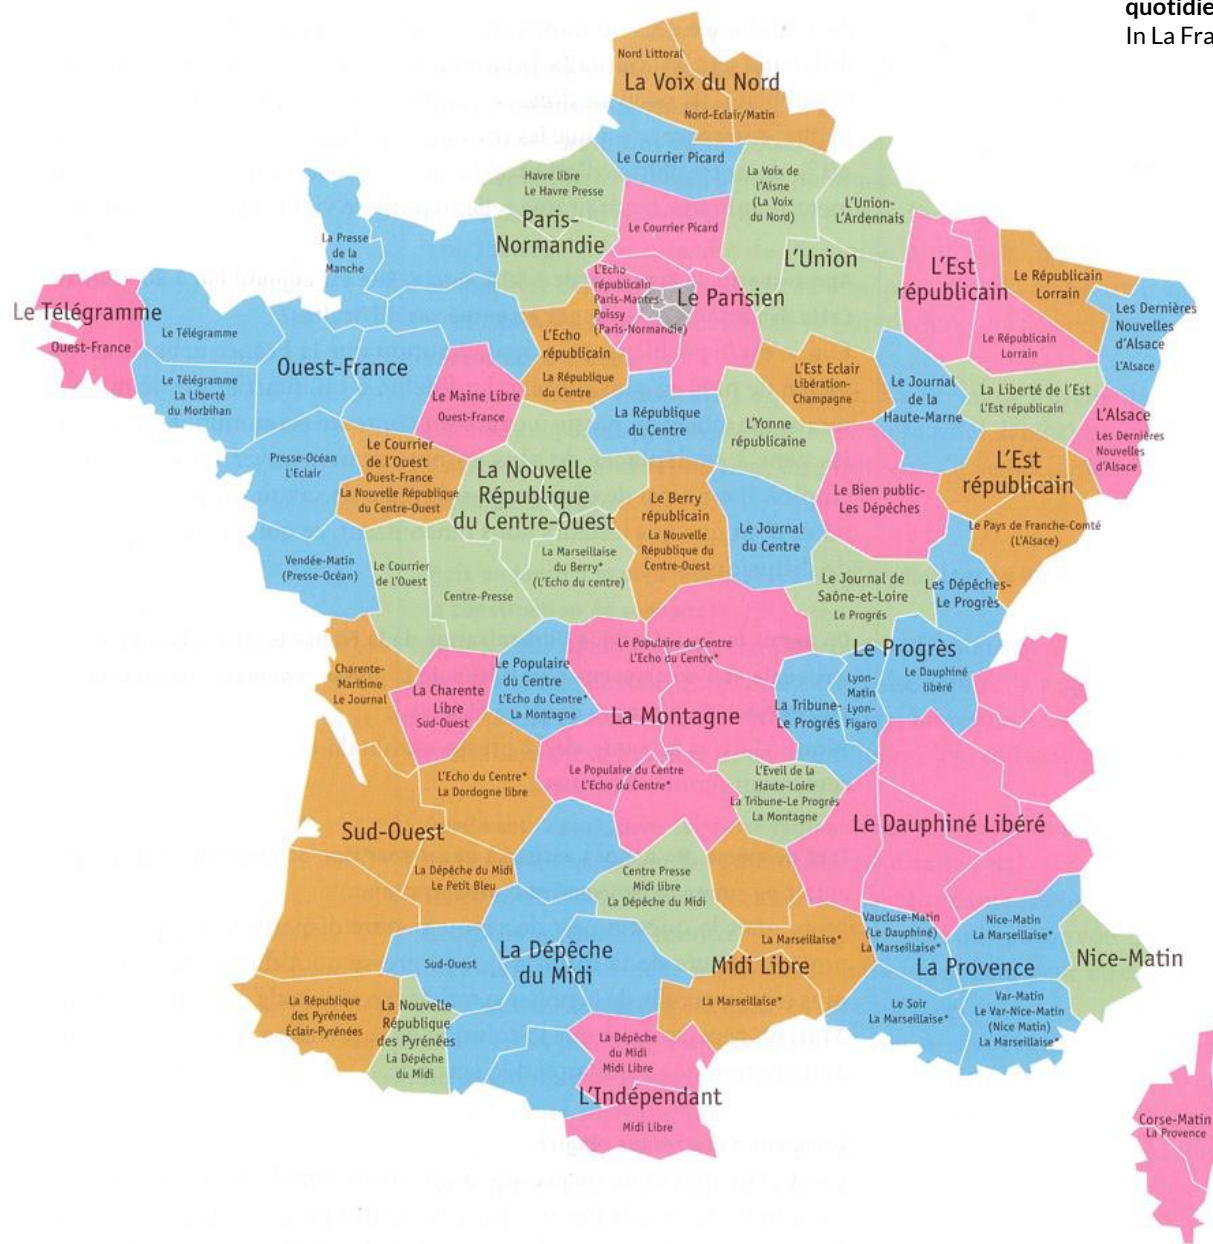 quotidie
In La Fra
Nord Littoral
La Voix du Nord
Nord-Eclair/Matin
Le Courrier Picard
Havre libre
Le Havre Presse
Paris-
Normandie
La Voix de
l'Aisne
(La Voix
du Nord)
L'Union-
L'Ardennais
Le Courrier Picard
L'Union
La Presse
de la
Manche
L'Echo
républicain
Paris-Mantes-
Poissy
(Paris-Normandie)
Le Parisien
L'Est
républicain
Le Républicain
Lorrain
Le Républicain
Lorrain
Les Dernières
Nouvelles
d'Alsace
L'Alsace
Le Télégramme
Ouest-France
Le Télégramme
Le Télégramme
La Liberté
du Morbihan
Ouest-France
Le Maine Libre
Ouest-France
L'Echo
républicain
La République
du Centre
La République
du Centre
L'Est Eclair
Libération-
Champagne
L'Yonne
républicaine
Le Journal
de la
Haute-Marne
La Liberté de l'Est
L'Est républicain
L'Alsace
Les Dernières
Nouvelles
d'Alsace
Presse-Océan
L'Eclair
Le Courrier
de l'Ouest
Ouest-France
La Nouvelle République
du Centre-Ouest
La Nouvelle
République
du Centre-Ouest
Le Berry
républicain
La Nouvelle
République du
Centre-Ouest
Le Journal
du Centre
Le Bien public-
Les Dépêches
L'Est
républicain
Le Pays de Franche-Comté
(L'Alsace)
Vendée-Matin
(Presse-Océan)
Le Courrier
de l'Ouest
Centre-Presse
La Marseillaise
du Berry*
(L'Echo du centre)
Le Journal de
Saône-et-Loire
Le Progrés
Les Dépêches-
Le Progrès
Charente-
Maritime
Le Journal
La Charente
Libre
Sud-Ouest
Le Populaire
du Centre
L'Echo du Centre*
La Montagne
Le Populaire du Centre
L'Echo du Centre*
La Montagne
Le Progrès
Lyon-
Matin
Lyon-
Figaro
Le Dauphiné
libéré
La Tribune-
Le Progrés
L'Echo du Centre*
La Dordogne libre
Le Populaire du Centre
L'Echo du Centre*
L'Eveil de la
Haute-Loire
La Tribune-Le Progrés
La Montagne
Sud-Ouest
Le Dauphiné Libéré
La Dépêche du Midi
Le Petit Bleu
Centre Presse
Midi libre
La Dépêche du Midi
Sud-Ouest
La Dépêche
du Midi
La Marseillaise*
Midi Libre
La Marseillaise*
Vaucluse-Matin
(Le Dauphiné)
La Marseillaise*
Nice-Matin
La Marseillaise*
La Provence
Nice-Matin
Le Soir
La Marseillaise*
Var-Matin
Le Var-Nice-Matin
(Nice Matin)
La Marseillaise*
La République
des Pyrénées
Éclair-Pyrénées
La Nouvelle
République
des Pyrénées
La Dépêche
du Midi
La Dépêche
du Midi
Midi Libre
L'Indépendant
Midi Libre
Corse-Matin
La Provence